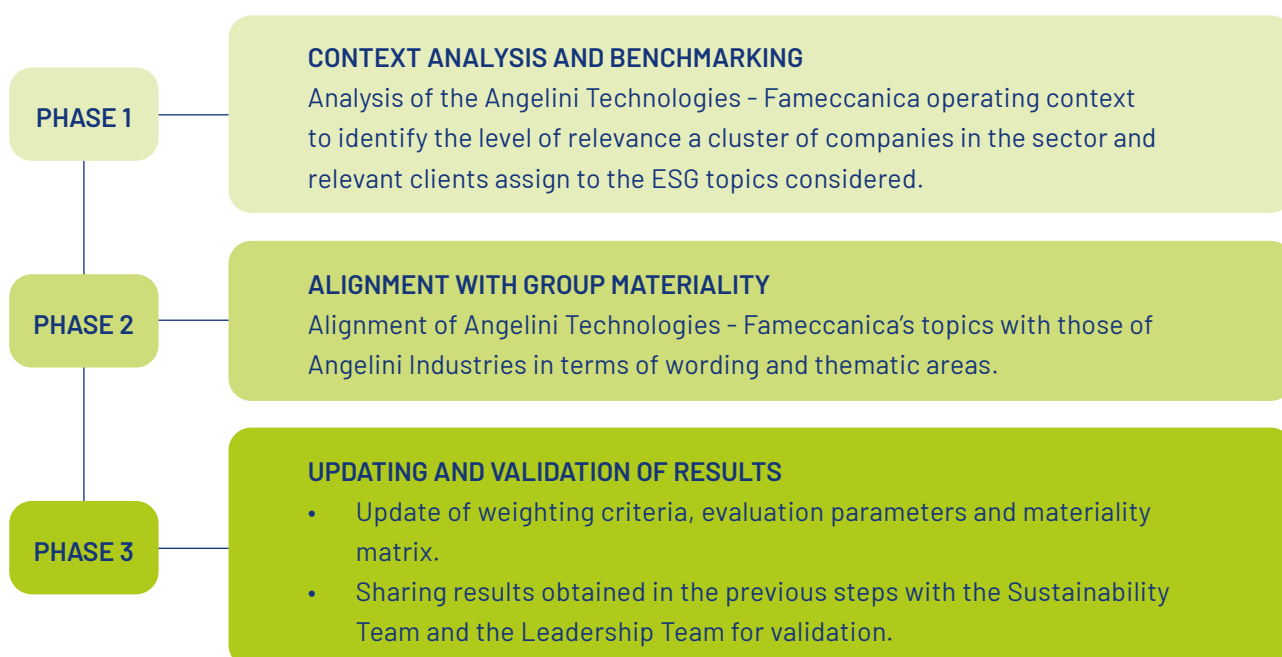 PHASE 1
CONTEXT ANALYSIS AND BENCHMARKING
Analysis of the Angelini Technologies - Fameccanica operating context
to identify the level of relevance a cluster of companies in the sector and
relevant clients assign to the ESG topics considered.
PHASE 2
ALIGNMENT WITH GROUP MATERIALITY
Alignment of Angelini Technologies - Fameccanica’s topics with those of
Angelini Industries in terms of wording and thematic areas.
PHASE 3
UPDATING AND VALIDATION OF RESULTS
• Update of weighting criteria, evaluation parameters and materiality
matrix.
• Sharing results obtained in the previous steps with the Sustainability
Team and the Leadership Team for validation.